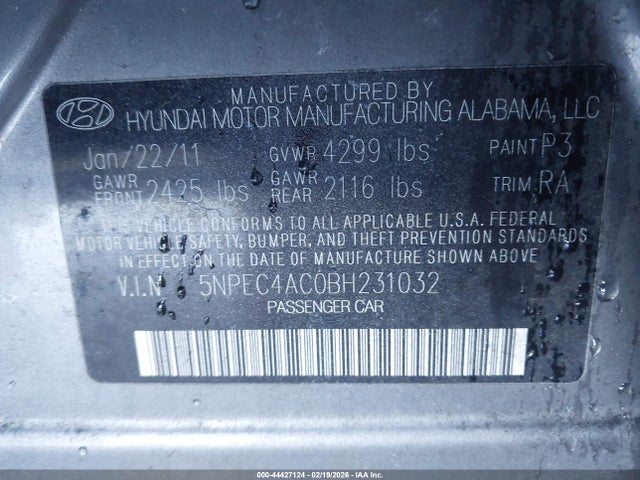 MANUFACTURED BY
HYUNDAI MOTOR MANUFACTURING ALABAMA, LLC
Jan/22/11 GVWR 4299 lbs PAINT P3
GAWR FRONT 2425 lbs GAWR REAR 2116 lbs TRIM RA
THIS VEHICLE CONFORMS TO ALL APPLICABLE U.S.A. FEDERAL
MOTOR VEHICLE SAFETY, BUMPER, AND THEFT PREVENTION
STANDARDS IN EFFECT ON THE DATE OF MANUFACTURE SHOWN ABOVE
V.I.N 5NPEC4AC0BH231032
PASSENGER CAR
000-44427124 | 02/19/2026 - IAA Inc.